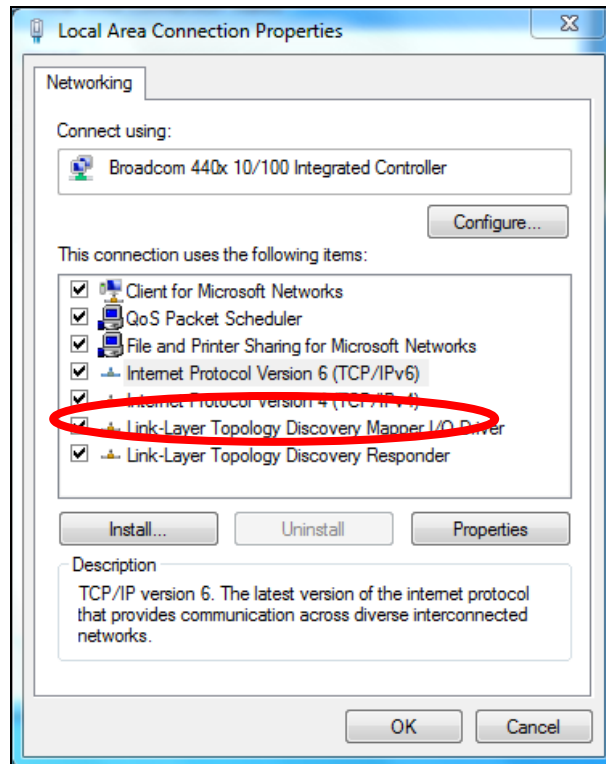 Local Area Connection Properties
Networking
Connect using:
Broadcom 440x 10/100 Integrated Controller
Configure...
This connection uses the following items:
Client for Microsoft Networks
QoS Packet Scheduler
File and Printer Sharing for Microsoft Networks
Internet Protocol Version 6 (TCP/IPv6)
Internet Protocol Version 4 (TCP/IPv4)
Link-Layer Topology Discovery Mapper I/O Driver
Link-Layer Topology Discovery Responder
Install...
Uninstall
Properties
Description
TCP/IP version 6. The latest version of the internet protocol
that provides communication across diverse interconnected
networks.
OK
Cancel